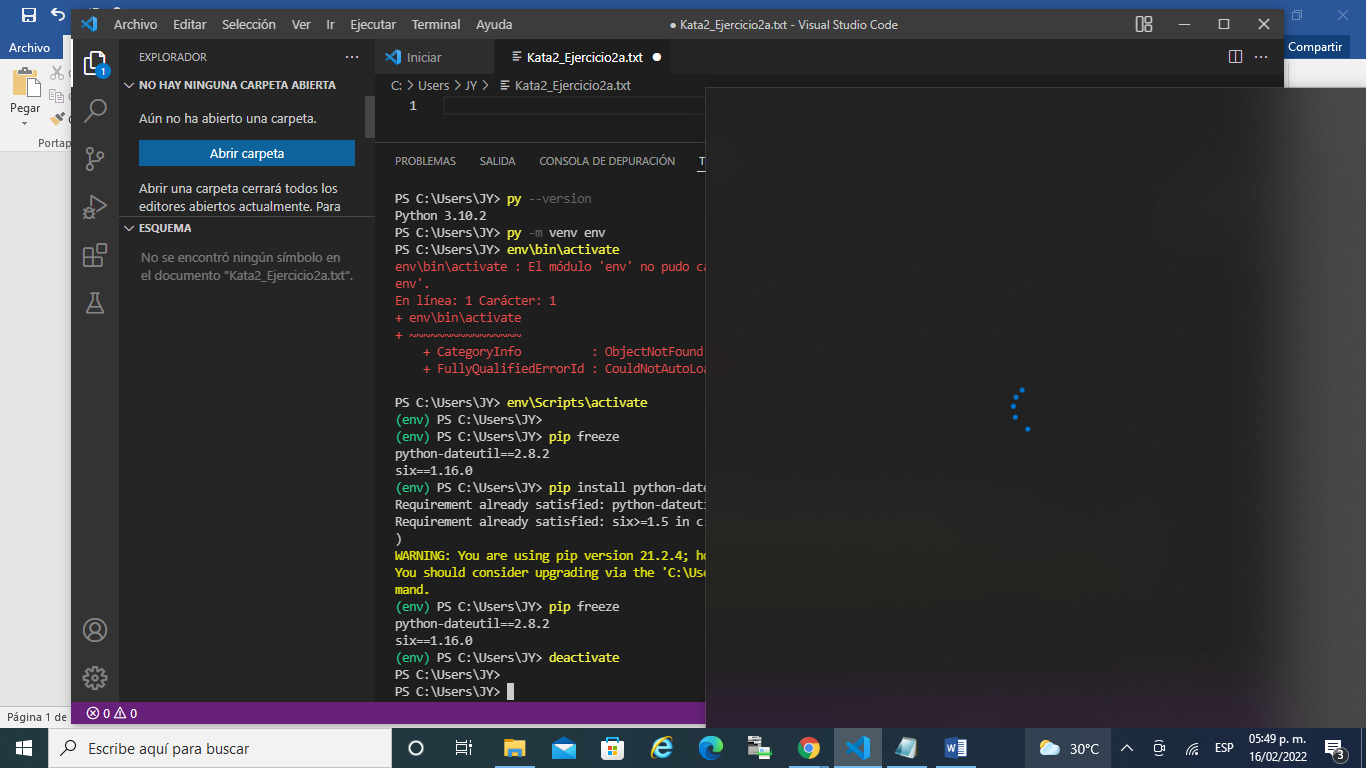 Archivo
Pegar
Portap
Página 1 de
Compartir
Archivo Editar Selección Ver Ir Ejecutar Terminal Ayuda
● Kata2_Ejercicio2a.txt - Visual Studio Code
1
EXPLORADOR
NO HAY NINGUNA CARPETA ABIERTA
Aún no ha abierto una carpeta.
Abrir carpeta
Abrir una carpeta cerrará todos los
editores abiertos actualmente. Para
ESQUEMA
No se encontró ningún símbolo en
el documento "Kata2_Ejercicio2a.txt".
Iniciar
Kata2_Ejercicio2a.txt ●
C: > Users > JY > Kata2_Ejercicio2a.txt
1
PROBLEMAS SALIDA CONSOLA DE DEPURACIÓN T
PS C:\Users\JY> py --version
Python 3.10.2
PS C:\Users\JY> py -m venv env
PS C:\Users\JY> env\bin\activate
env\bin\activate : El módulo 'env' no pudo ca
env'.
En línea: 1 Carácter: 1
+ env\bin\activate
+ ~~~~~~~~~~~~~~~~
+ CategoryInfo : ObjectNotFound
+ FullyQualifiedErrorId : CouldNotAutoLoa
PS C:\Users\JY> env\Scripts\activate
(env) PS C:\Users\JY>
(env) PS C:\Users\JY> pip freeze
python-dateutil==2.8.2
six==1.16.0
(env) PS C:\Users\JY> pip install python-date
Requirement already satisfied: python-dateuti
Requirement already satisfied: six>=1.5 in c
)
WARNING: You are using pip version 21.2.4; ho
You should consider upgrading via the 'C:\Use
mand.
(env) PS C:\Users\JY> pip freeze
python-dateutil==2.8.2
six==1.16.0
(env) PS C:\Users\JY> deactivate
PS C:\Users\JY>
PS C:\Users\JY>
0 0
Escribe aquí para buscar
30°C
ESP
05:49 p. m.
16/02/2022
3